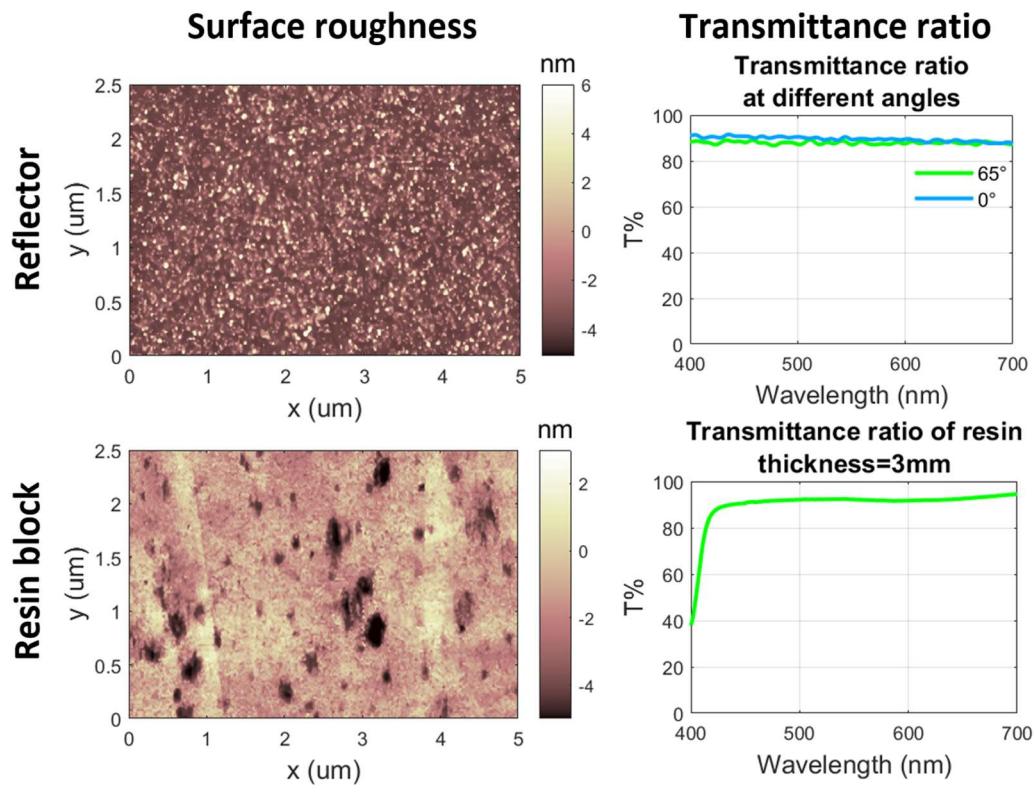 Surface roughness
Transmittance ratio
Reflector
nm
6
4
2
0
-2
-4
2.5
2
1.5
1
0.5
0
y (um)
0 1 2 3 4 5
x (um)
Transmittance ratio
at different angles
100
80
60
40
20
0
T%
65°
0°
400 500 600 700
Wavelength (nm)
Resin block
nm
2
0
-2
-4
2.5
2
1.5
1
0.5
0
y (um)
0 1 2 3 4 5
x (um)
Transmittance ratio of resin
thickness=3mm
100
80
60
40
20
0
T%
400 500 600 700
Wavelength (nm)